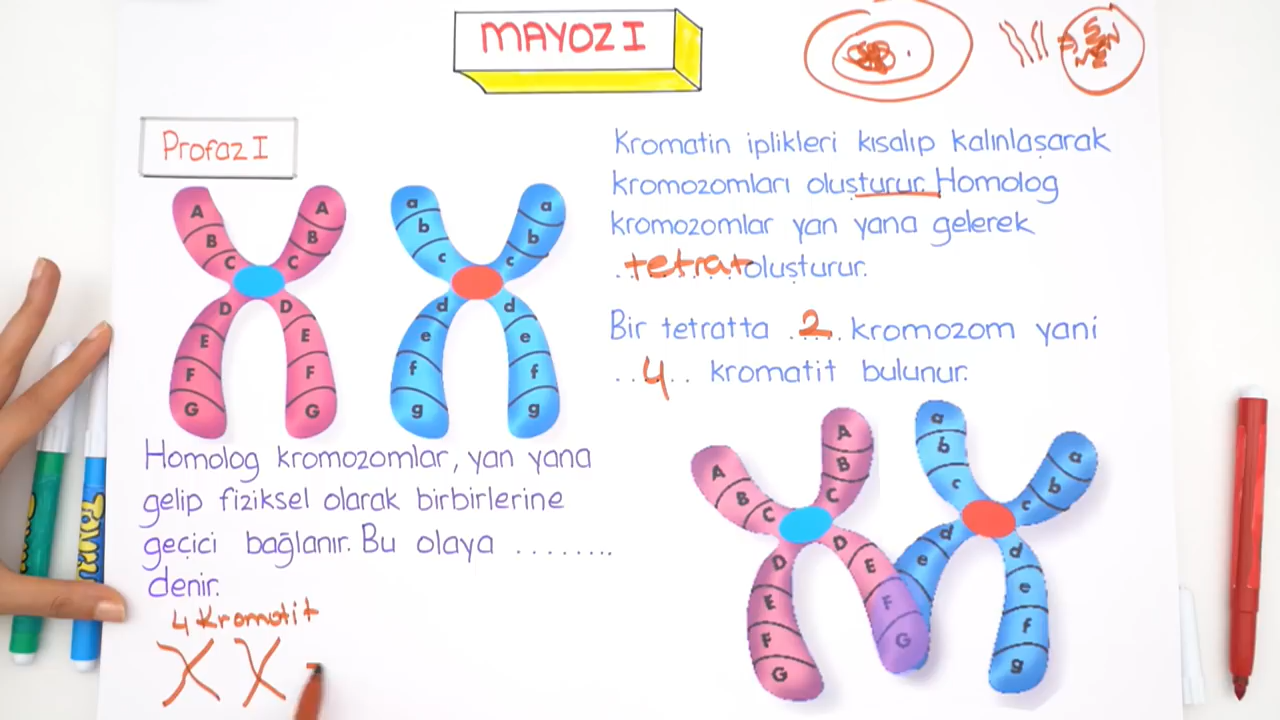 MAYOZ I
Profaz I
A A
B B
C C
D D
E E
F F
G G
a a
b b
c c
d d
e e
f f
g g
Kromatin iplikleri kısalıp kalınlaşarak
kromozomları oluşturur. Homolog
kromozomlar yan yana gelerek
tetrat oluşturur.
Bir tetratta ..2.. kromozom yani
..4.. kromatit bulunur.
Homolog kromozomlar, yan yana
gelip fiziksel olarak birbirlerine
geçici bağlanır. Bu olaya ........
denir.
4 Kromatit
A A
B B
C C
D D
E E
F F
G G
a a
b b
c c
d d
e e
f
g